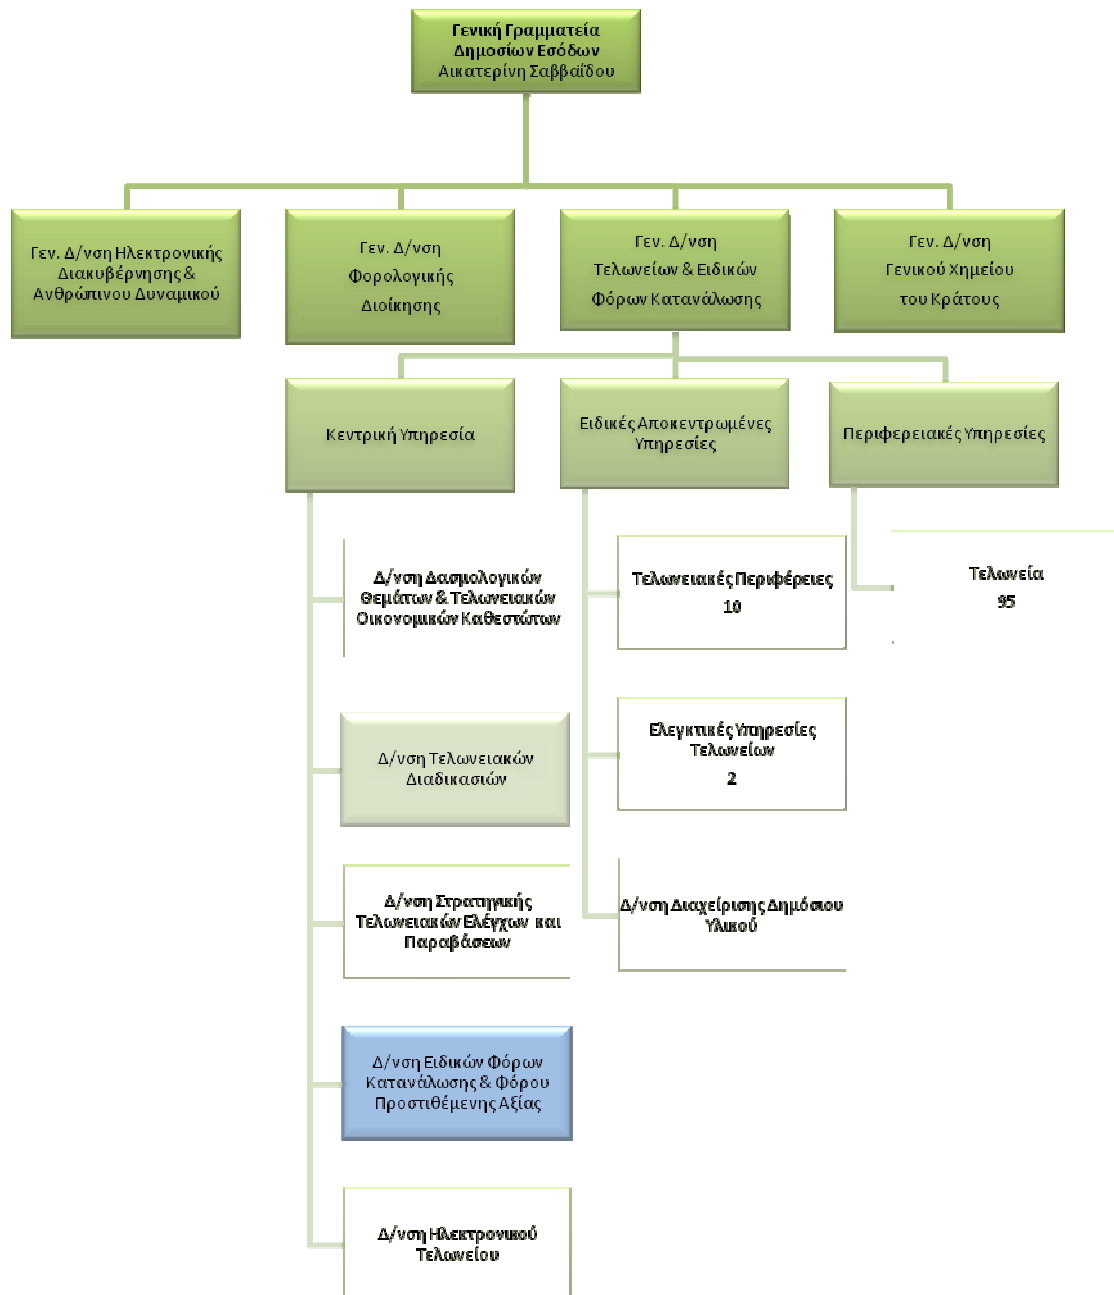 Γενική Γραμματεία
Δημοσίων Εσόδων
Αικατερίνη Σαββαΐδου
Γεν. Δ/νση Ηλεκτρονικής
Διακυβέρνησης &
Ανθρώπινου Δυναμικού
Γεν. Δ/νση
Φορολογικής
Διοίκησης
Γεν. Δ/νση
Τελωνείων & Ειδικών
Φόρων Κατανάλωσης
Γεν. Δ/νση
Γενικού Χημείου
του Κράτους
Κεντρική Υπηρεσία
Ειδικές Αποκεντρωμένες
Υπηρεσίες
Περιφερειακές Υπηρεσίες
Δ/νση Δασμολογικών
Θεμάτων & Τελωνειακών
Οικονομικών Καθεστώτων
Τελωνειακές Περιφέρειες
10
Τελωνεία
95
Ελεγκτικές Υπηρεσίες
Τελωνείων
2
Δ/νση Τελωνειακών
Διαδικασιών
Δ/νση Στρατηγικής
Τελωνειακών Ελέγχων και
Παραβάσεων
Δ/νση Διαχείρισης Δημόσιου
Υλικού
Δ/νση Ειδικών Φόρων
Κατανάλωσης & Φόρου
Προστιθέμενης Αξίας
Δ/νση Ηλεκτρονικού
Τελωνείου